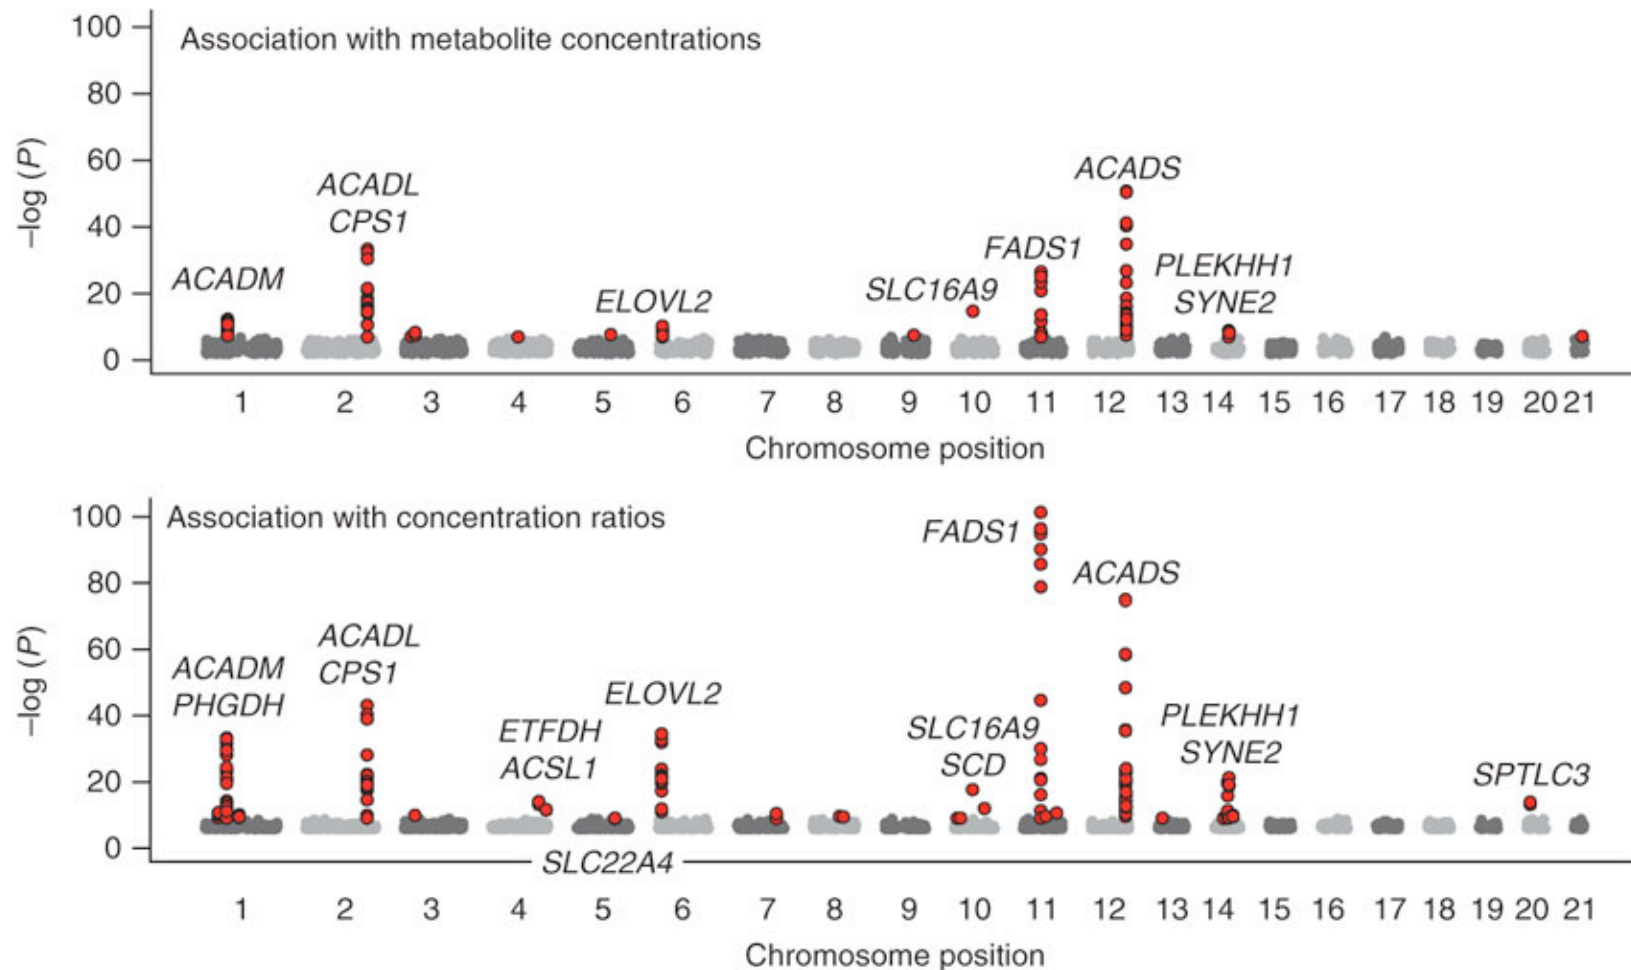 Association with metabolite concentrations
100
80
60
40
20
0
–log (P)
ACADM
ACADL
CPS1
ELOVL2
SLC16A9
FADS1
ACADS
PLEKHH1
SYNE2
1 2 3 4 5 6 7 8 9 10 11 12 13 14 15 16 17 18 19 20 21
Chromosome position
Association with concentration ratios
100
80
60
40
20
0
–log (P)
ACADM
PHGDH
ACADL
CPS1
ETFDH
ACSL1
SLC22A4
ELOVL2
SLC16A9
SCD
FADS1
ACADS
PLEKHH1
SYNE2
SPTLC3
1 2 3 4 5 6 7 8 9 10 11 12 13 14 15 16 17 18 19 20 21
Chromosome position